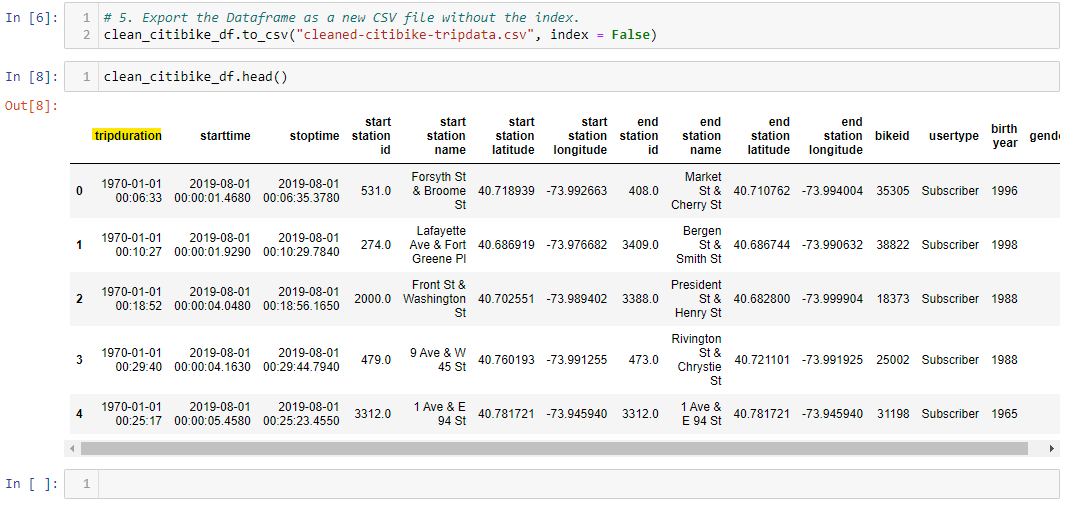 In [6]:
1 # 5. Export the Dataframe as a new CSV file without the index.
2 clean_citibike_df.to_csv("cleaned-citibike-tripdata.csv", index = False)
In [8]:
1 clean_citibike_df.head()
Out[8]:
tripduration starttime stoptime start station id start station name start station latitude start station longitude end station id end station name end station latitude end station longitude bikeid usertype birth year gende
0 1970-01-01 00:06:33 2019-08-01 00:00:01.4680 2019-08-01 00:06:35.3780 531.0 Forsyth St & Broome St 40.718939 -73.992663 408.0 Market St & Cherry St 40.710762 -73.994004 35305 Subscriber 1996
1 1970-01-01 00:10:27 2019-08-01 00:00:01.9290 2019-08-01 00:10:29.7840 274.0 Lafayette Ave & Fort Greene Pl 40.686919 -73.976682 3409.0 Bergen St & Smith St 40.686744 -73.990632 38822 Subscriber 1998
2 1970-01-01 00:18:52 2019-08-01 00:00:04.0480 2019-08-01 00:18:56.1650 2000.0 Front St & Washington St 40.702551 -73.989402 3388.0 President St & Henry St 40.682800 -73.999904 18373 Subscriber 1988
3 1970-01-01 00:29:40 2019-08-01 00:00:04.1630 2019-08-01 00:29:44.7940 479.0 9 Ave & W 45 St 40.760193 -73.991255 473.0 Rivington St & Chrystie St 40.721101 -73.991925 25002 Subscriber 1988
4 1970-01-01 00:25:17 2019-08-01 00:00:05.4580 2019-08-01 00:25:23.4550 3312.0 1 Ave & E 94 St 40.781721 -73.945940 3312.0 1 Ave & E 94 St 40.781721 -73.945940 31198 Subscriber 1965
In [ ]:
1